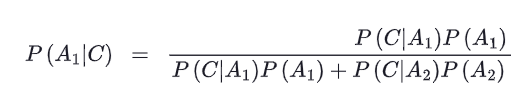 P(A₁|C) = P(C|A₁)P(A₁) / P(C|A₁)P(A₁) + P(C|A₂)P(A₂)